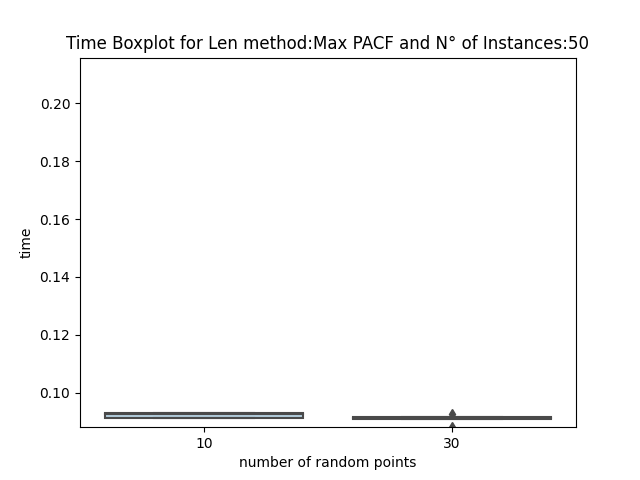 Time Boxplot for Len method:Max PACF and N° of Instances:50
0.20
0.18
0.16
time
0.14
0.12
0.10
10
30
number of random points